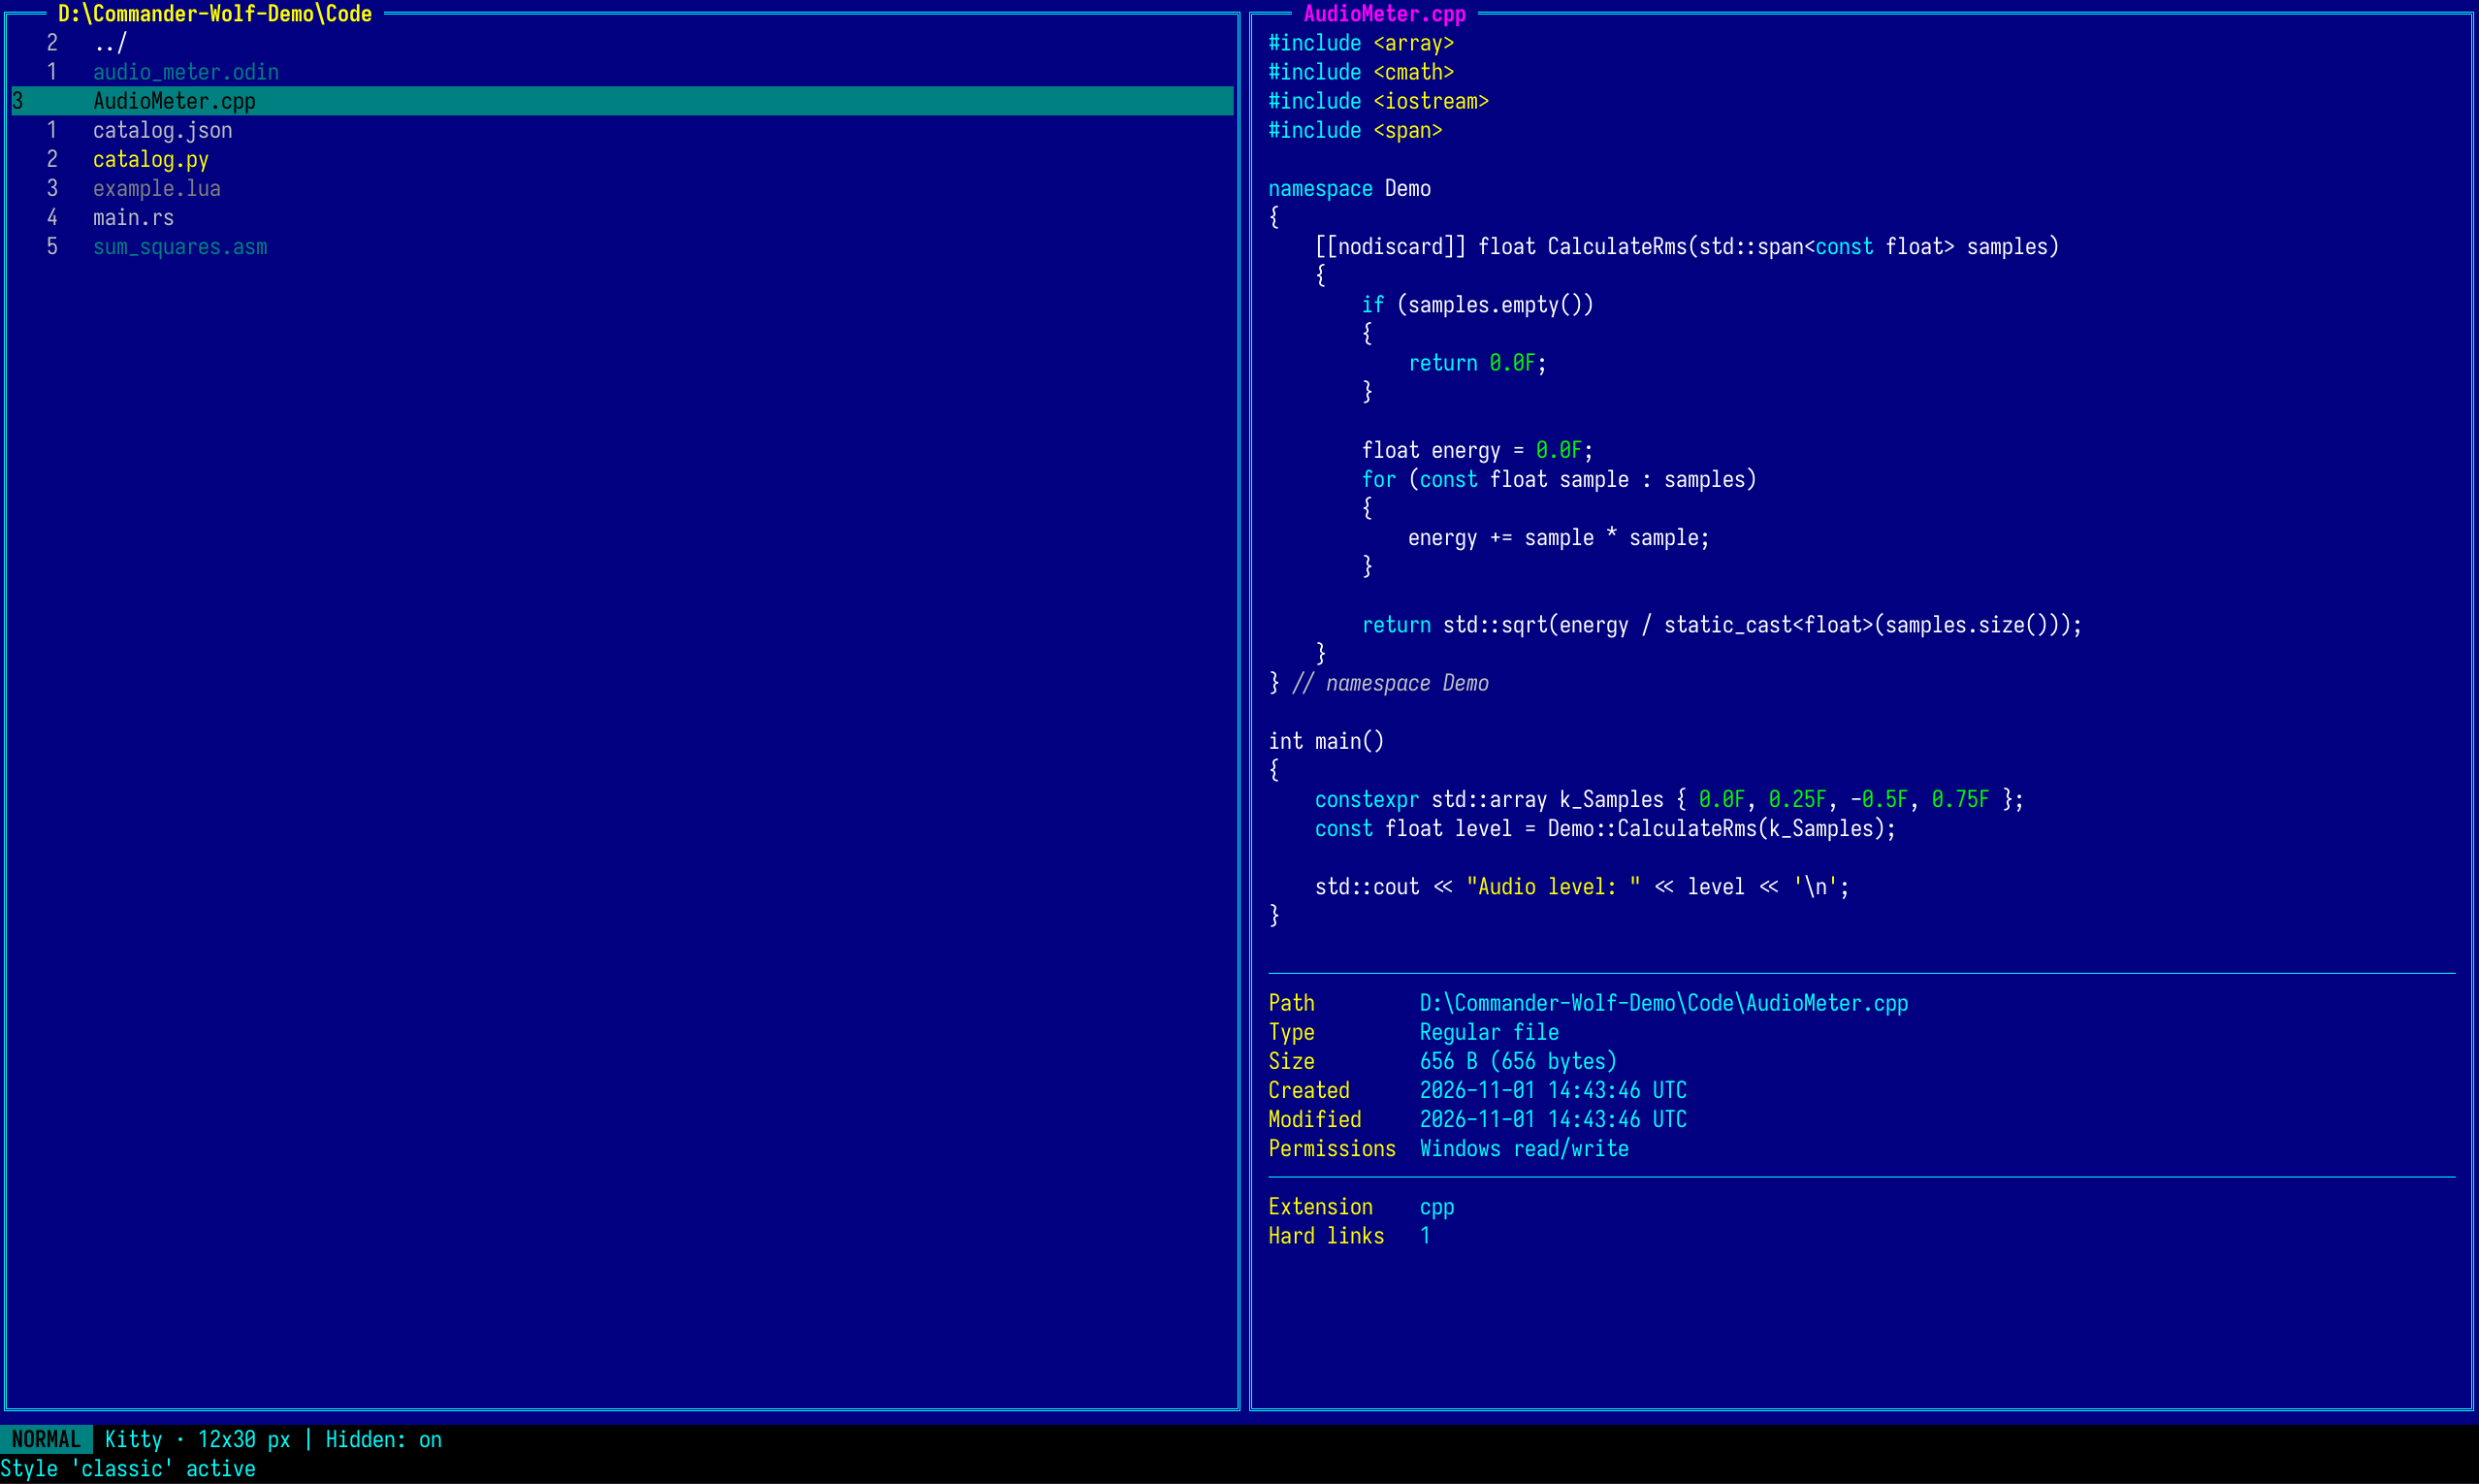 D:\Commander-Wolf-Demo\Code
2 ../
1 audio_meter.odin
3 AudioMeter.cpp
1 catalog.json
2 catalog.py
3 example.lua
4 main.rs
5 sum_squares.asm
AudioMeter.cpp
#include <array>
#include <cmath>
#include <iostream>
#include <span>

namespace Demo
{
    [[nodiscard]] float CalculateRms(std::span<const float> samples)
    {
        if (samples.empty())
        {
            return 0.0F;
        }

        float energy = 0.0F;
        for (const float sample : samples)
        {
            energy += sample * sample;
        }

        return std::sqrt(energy / static_cast<float>(samples.size()));
    }
} // namespace Demo

int main()
{
    constexpr std::array k_Samples { 0.0F, 0.25F, -0.5F, 0.75F };
    const float level = Demo::CalculateRms(k_Samples);

    std::cout << "Audio level: " << level << '\n';
}
Path D:\Commander-Wolf-Demo\Code\AudioMeter.cpp
Type Regular file
Size 656 B (656 bytes)
Created 2026-11-01 14:43:46 UTC
Modified 2026-11-01 14:43:46 UTC
Permissions Windows read/write
Extension cpp
Hard links 1
NORMAL Kitty · 12x30 px | Hidden: on
Style 'classic' active